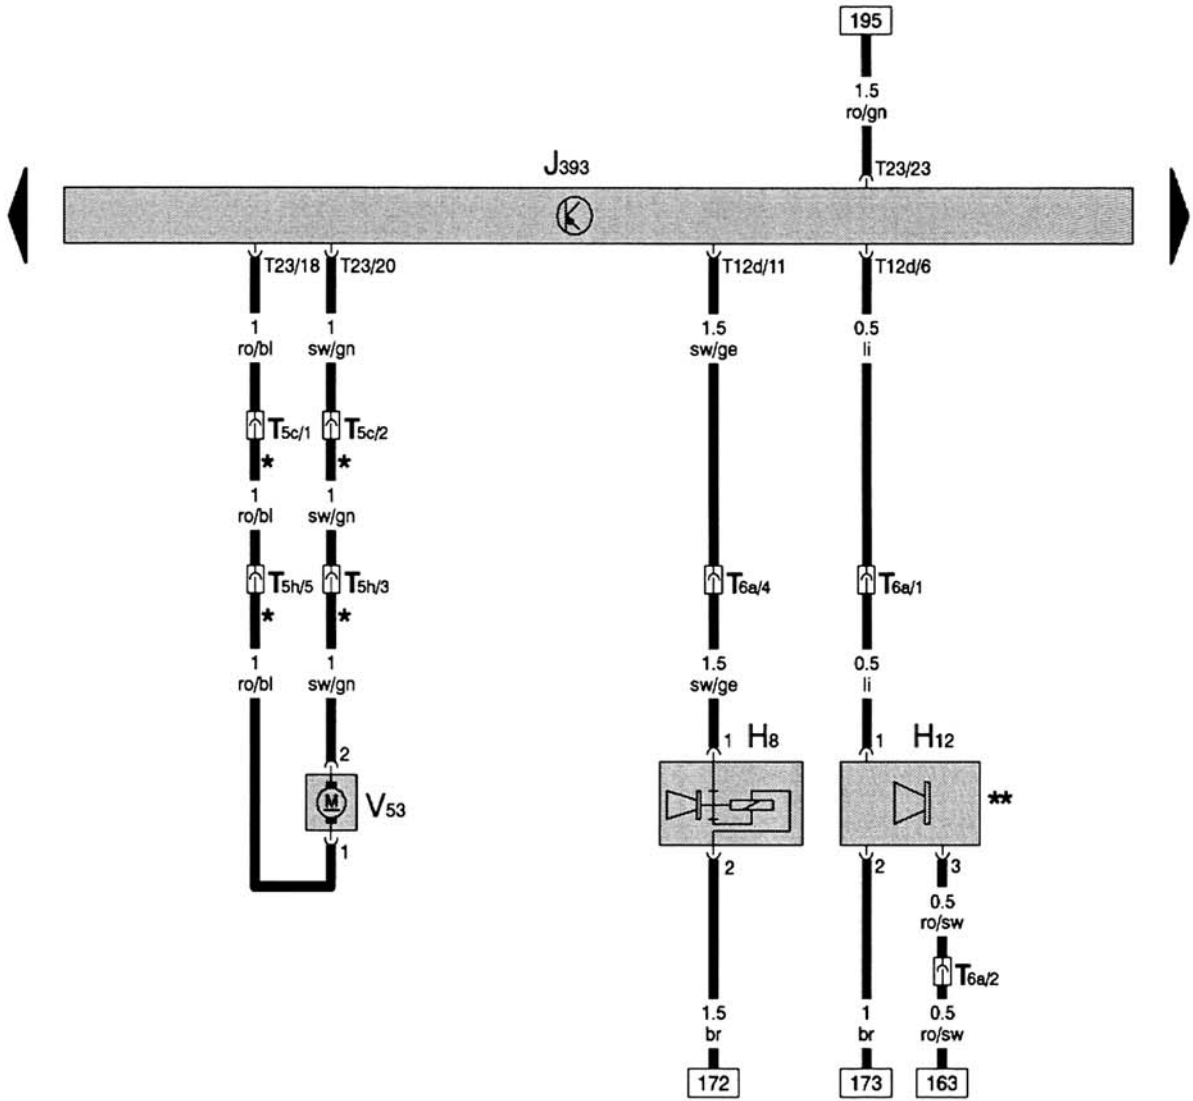 195
1.5
ro/gn
J393
T23/23
T23/18
T23/20
T12d/11
T12d/6
1
ro/bl
1
sw/gn
1.5
sw/ge
0.5
li
T5c/1
*
T5c/2
*
1
ro/bl
1
sw/gn
T5h/5
*
T5h/3
*
T6a/4
T6a/1
1
ro/bl
1
sw/gn
1.5
sw/ge
0.5
li
2
M
V53
1
1
H8
2
1
H12
**
2
3
0.5
ro/sw
T6a/2
1.5
br
1
br
0.5
ro/sw
172
173
163